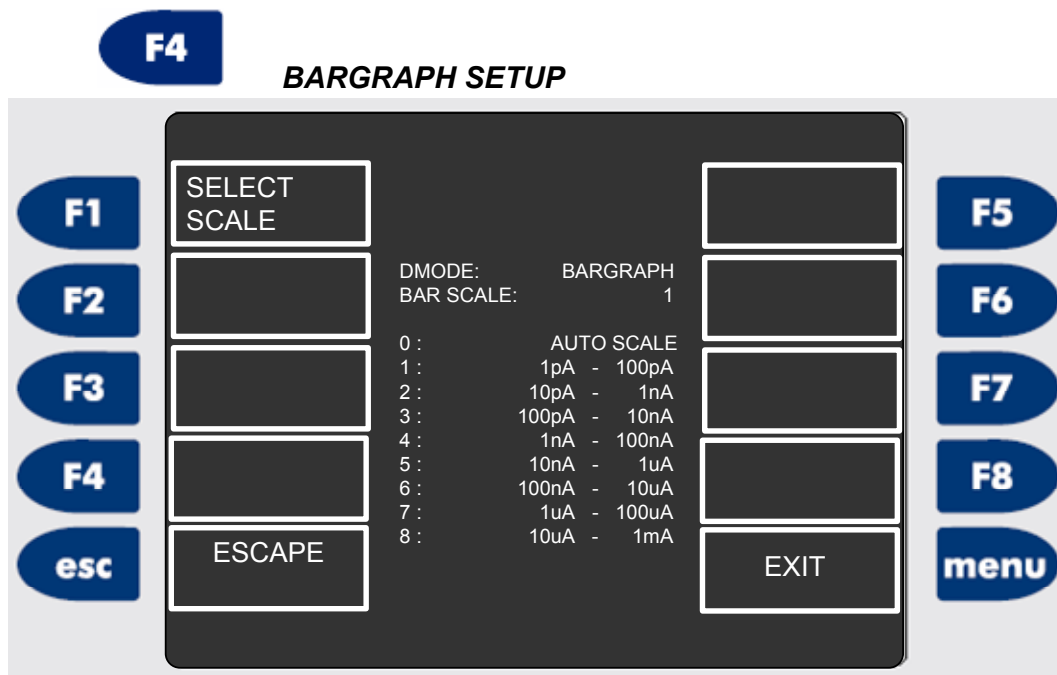 F4
BARGRAPH SETUP
F1
SELECT
SCALE
F5
F2
DMODE: BARGRAPH
BAR SCALE: 1
F6
0 : AUTO SCALE
1 : 1pA - 100pA
2 : 10pA - 1nA
3 : 100pA - 10nA
4 : 1nA - 100nA
5 : 10nA - 1uA
6 : 100nA - 10uA
7 : 1uA - 100uA
8 : 10uA - 1mA
F3
F7
F4
F8
esc
ESCAPE
EXIT
menu